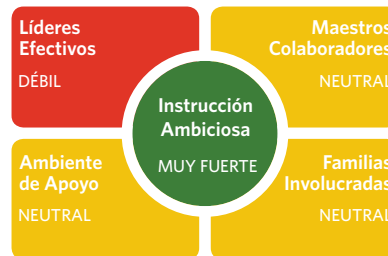 Líderes
Efectivos
DÉBIL
Maestros
Colaboradores
NEUTRAL
Instrucción
Ambiciosa
MUY FUERTE
Ambiente
de Apoyo
NEUTRAL
Familias
Involucradas
NEUTRAL